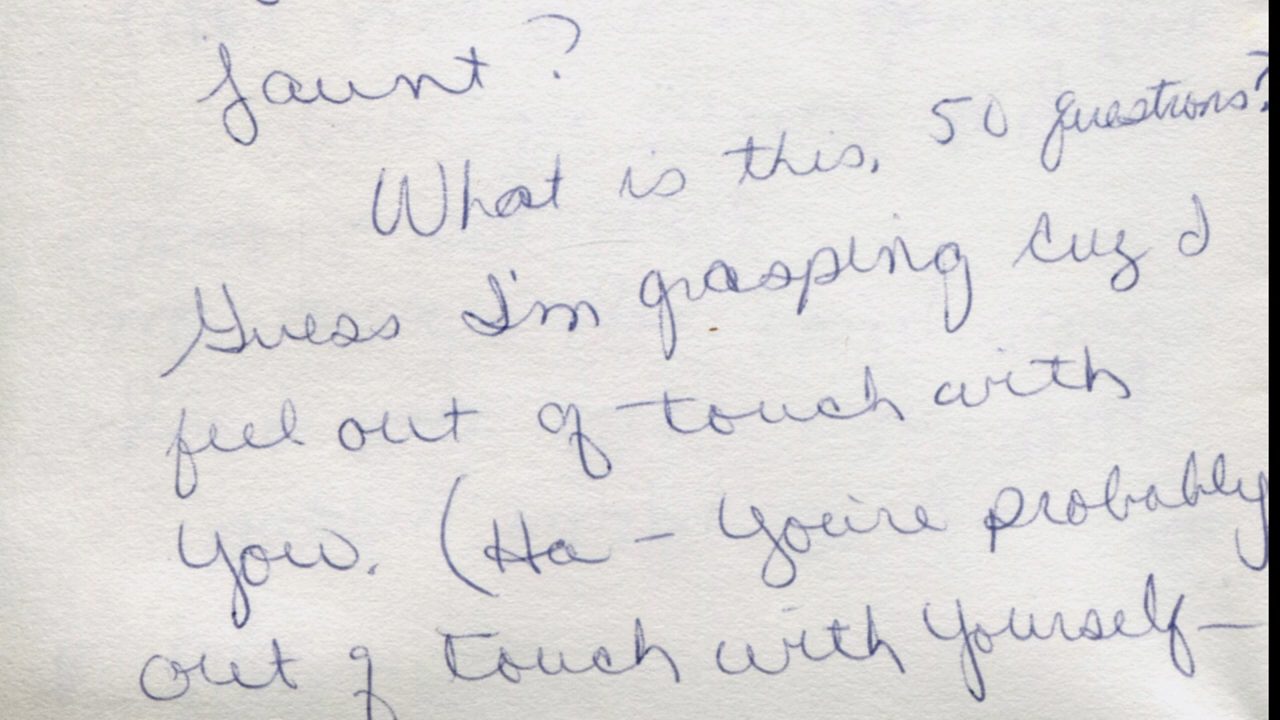 jaunt?
What is this, 50 questions?
Guess I'm grasping cuz I
feel out of touch with
you. (Ha - you're probably
out of touch with yourself-